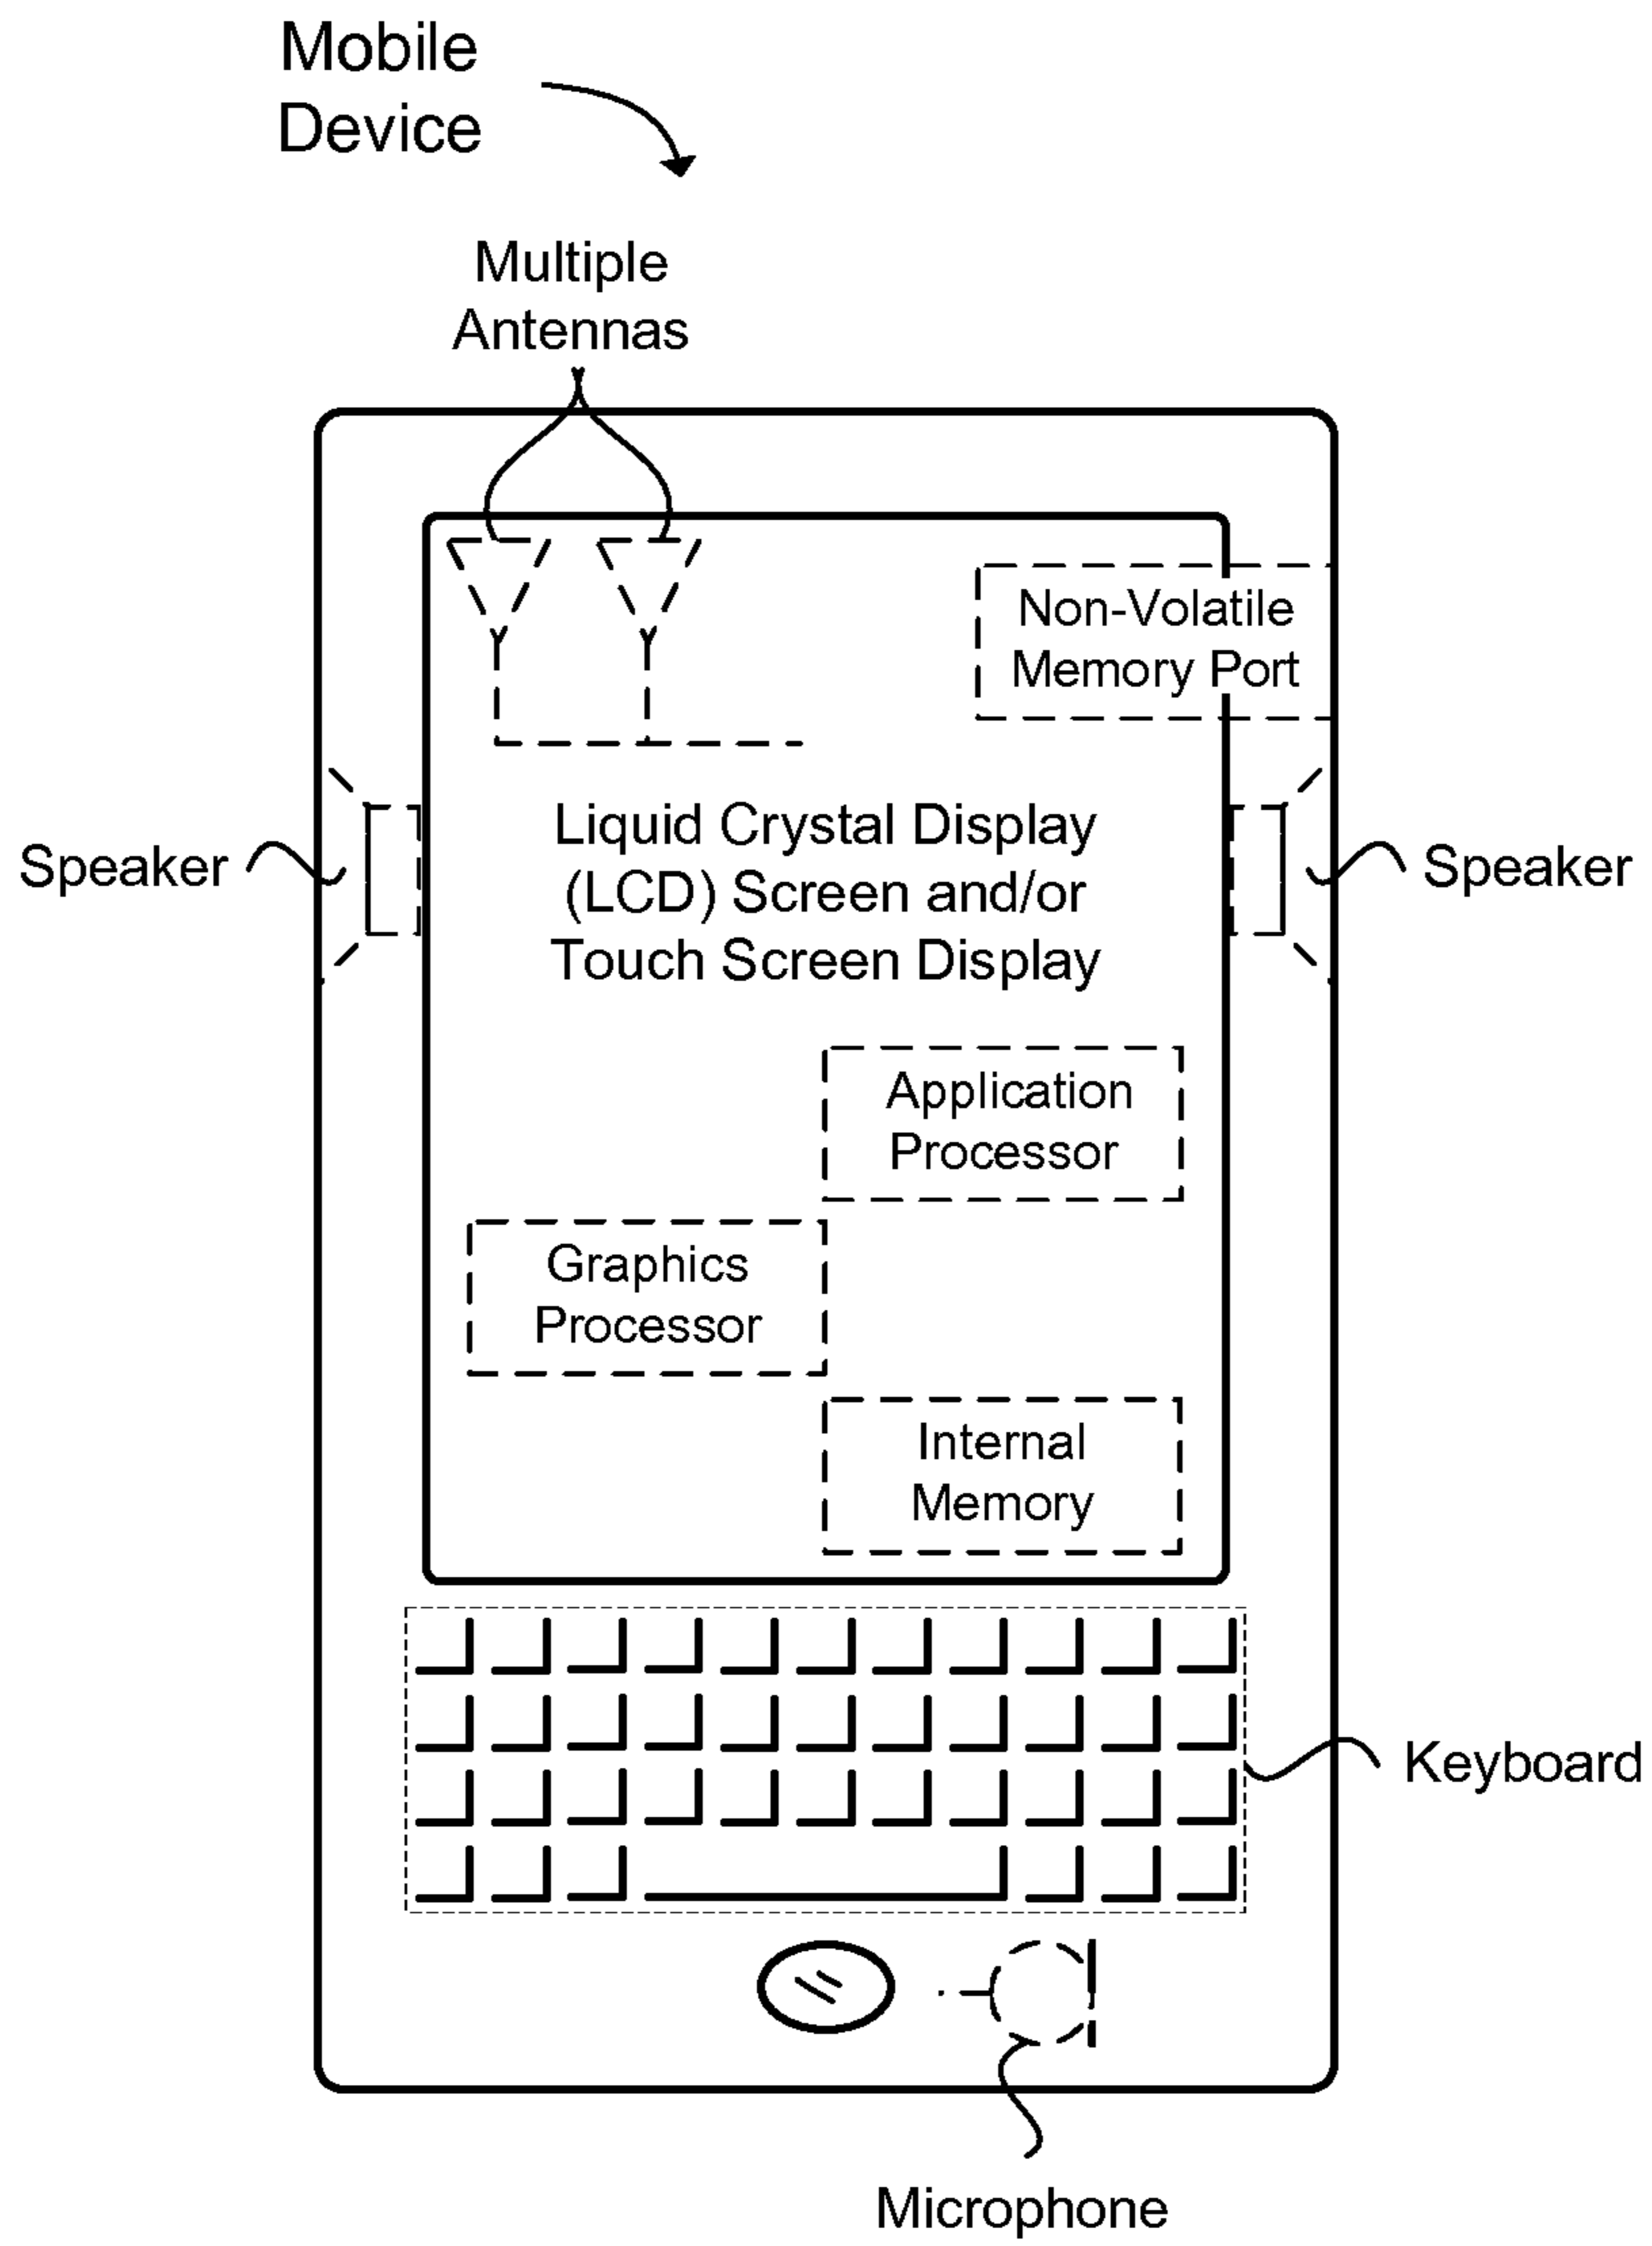 Mobile
Device
Multiple
Antennas
Non-Volatile
Memory Port
Liquid Crystal Display
(LCD) Screen and/or
Touch Screen Display
Speaker
Speaker
Application
Processor
Graphics
Processor
Internal
Memory
Keyboard
Microphone